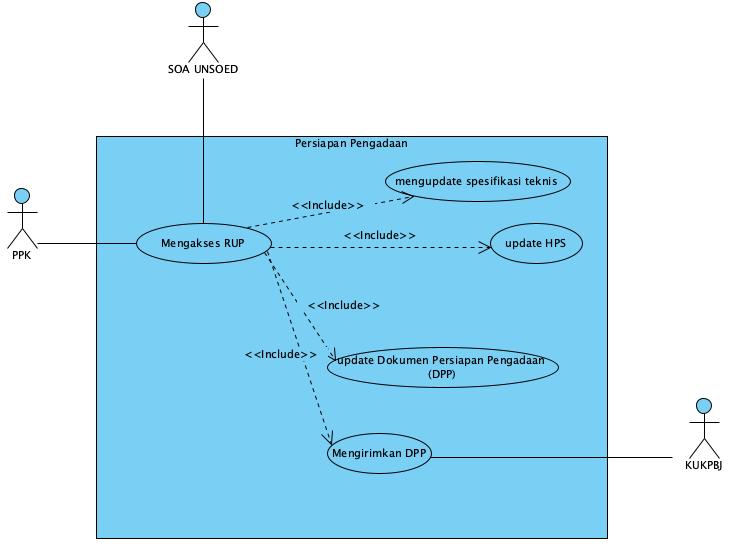 SOA UNSOED
Persiapan Pengadaan
mengupdate spesifikasi teknis
<<Include>>
PPK
Mengakses RUP
<<Include>>
update HPS
<<Include>>
<<Include>>
update Dokumen Persiapan Pengadaan
(DPP)
Mengirimkan DPP
KUKPBJ